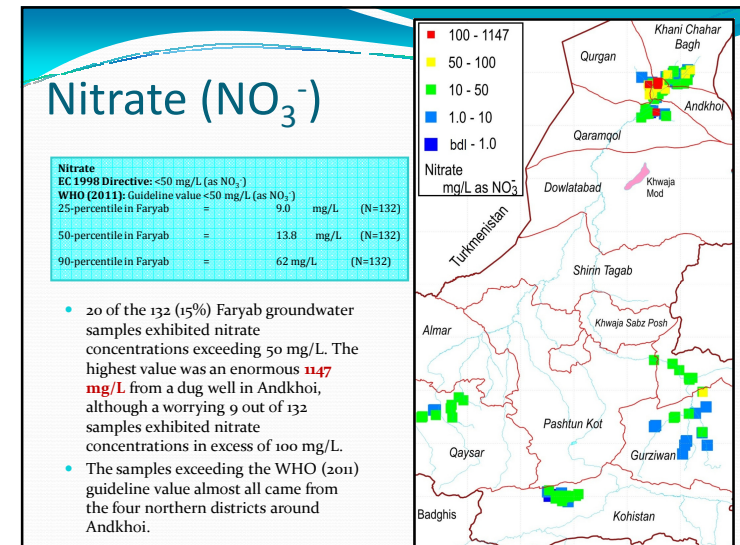 Nitrate (NO₃⁻)
Nitrate
EC 1998 Directive: <50 mg/L (as NO₃⁻)
WHO (2011): Guideline value <50 mg/L (as NO₃⁻)
25-percentile in Faryab = 9.0 mg/L (N=132)
50-percentile in Faryab = 13.8 mg/L (N=132)
90-percentile in Faryab = 62 mg/L (N=132)
• 20 of the 132 (15%) Faryab groundwater
samples exhibited nitrate
concentrations exceeding 50 mg/L. The
highest value was an enormous 1147
mg/L from a dug well in Andkhoi,
although a worrying 9 out of 132
samples exhibited nitrate
concentrations in excess of 100 mg/L.
• The samples exceeding the WHO (2011)
guideline value almost all came from
the four northern districts around
Andkhoi.
100 - 1147
50 - 100
10 - 50
1.0 - 10
bdl - 1.0
Nitrate
mg/L as NO₃⁻
Khani Chahar
Bagh
Qurgan
Andkhoi
Qaramqol
Dowlatabad
Khwaja
Mod
Turkmenistan
Shirin Tagab
Khwaja Sabz Posh
Almar
Pashtun Kot
Qaysar
Gurziwan
Badghis
Kohistan